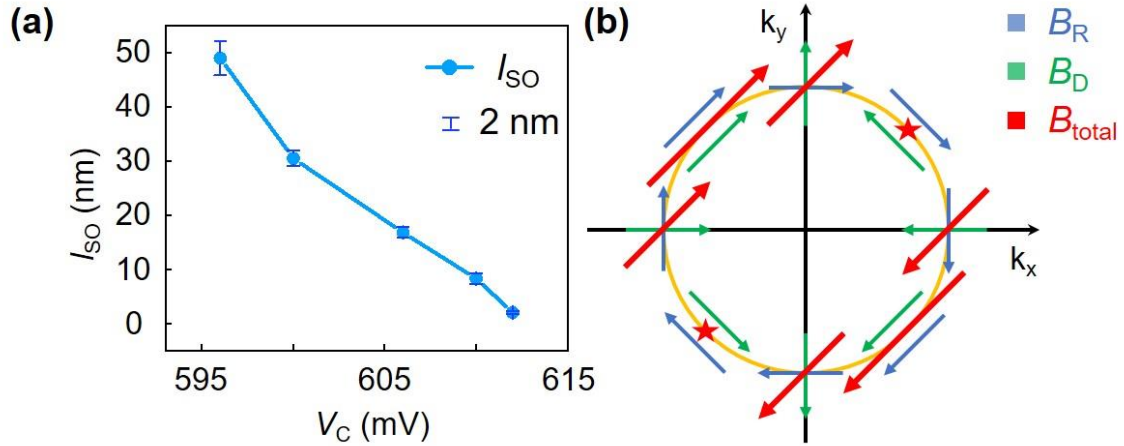 (a)
50
40
30
20
10
0
l_SO (nm)
l_SO
2 nm
595
605
615
V_C (mV)
(b)
k_y
k_x
B_R
B_D
B_total